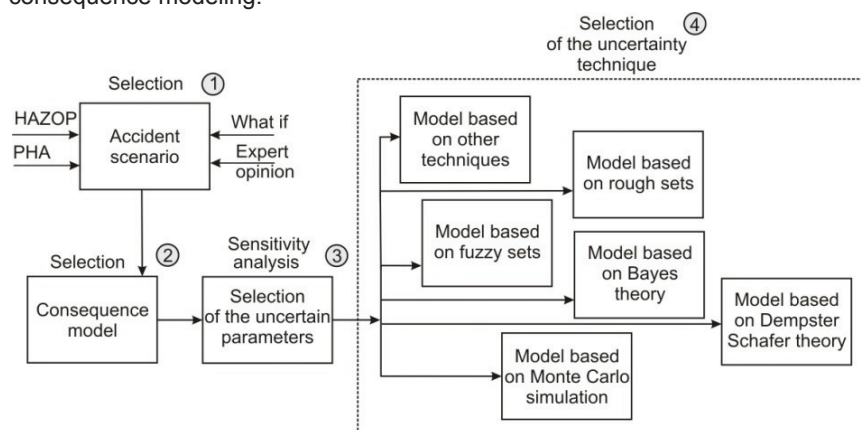 consequence modeling.
Selection ④
of the uncertainty
technique
Selection ①
HAZOP
PHA
Accident
scenario
What if
Expert
opinion
Selection ②
Consequence
model
Sensitivity
analysis ③
Selection
of the uncertain
parameters
Model based
on other
techniques
Model based
on rough sets
Model based
on fuzzy sets
Model based
on Bayes
theory
Model based
on Dempster
Schafer theory
Model based
on Monte Carlo
simulation